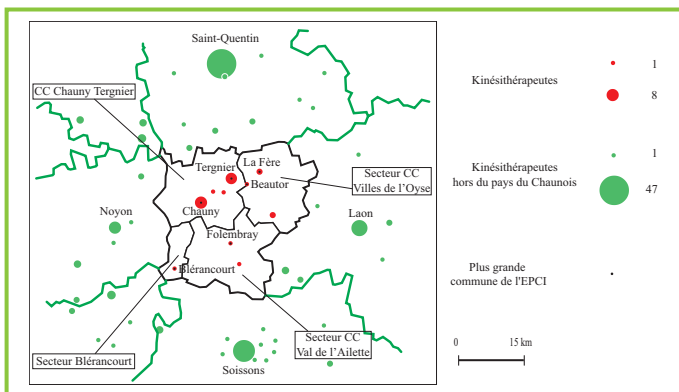 Saint-Quentin
CC Chauny Tergnier
Tergnier
La Fère
Beautor
Secteur CC
Villes de l'Oyse
Noyon
Chauny
Laon
Folembray
Blérancourt
Secteur Blérancourt
Secteur CC
Val de l'Ailette
Soissons
Kinésithérapeutes
1
8
Kinésithérapeutes
hors du pays du Chaunois
1
47
Plus grande
commune de l'EPCI
0
15 km